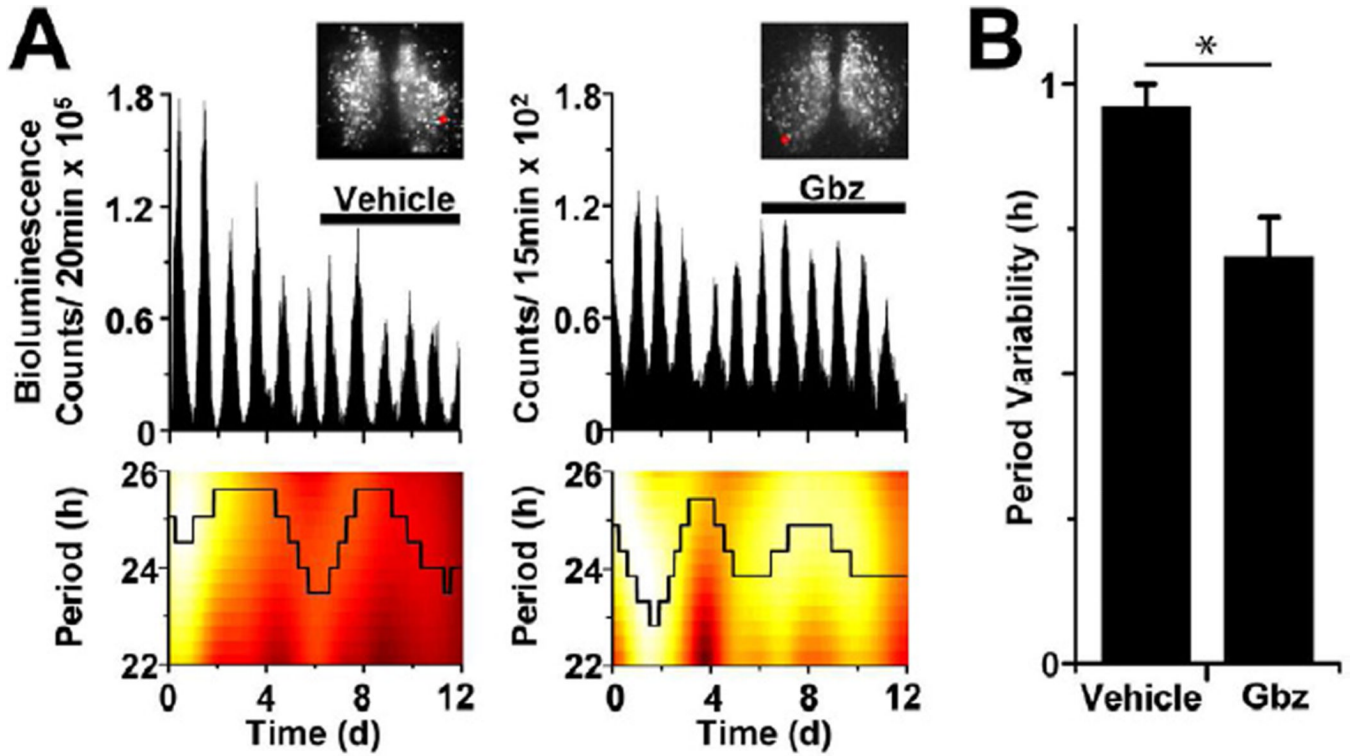 A
Bioluminescence
Counts/ 20min x 10⁵
1.8
1.2
0.6
0
Vehicle
Counts/ 15min x 10²
1.8
1.2
0.6
0
Gbz
Period (h)
26
24
22
0 4 8 12
Time (d)
Period (h)
26
24
22
0 4 8 12
Time (d)
B
*
Period Variability (h)
1
0
Vehicle Gbz